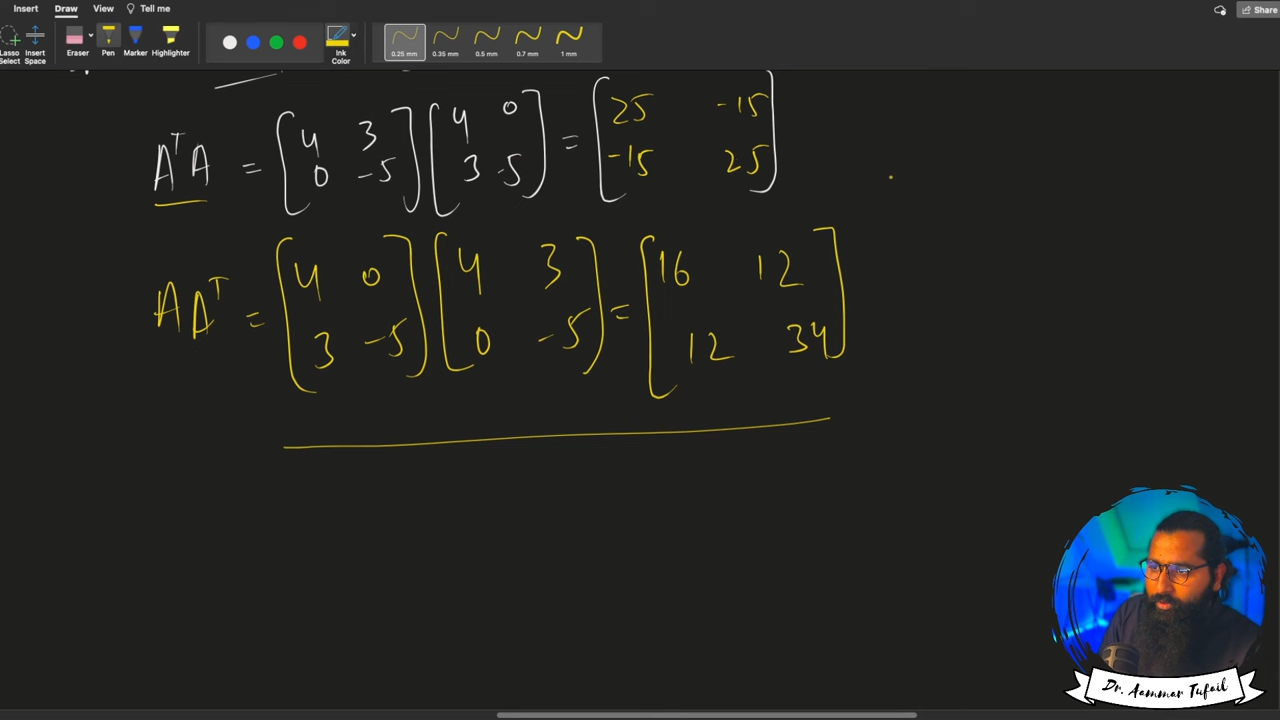 Insert Draw View Tell me
Share
Lasso Select
Insert Space
Eraser
Pen
Marker
Highlighter
Ink Color
0.25 mm 0.35 mm 0.5 mm 0.7 mm 1 mm
AᵀA = [4 3; 0 -5] [4 0; 3 -5] = [25 -15; -15 25]
AAᵀ = [4 0; 3 -5] [4 3; 0 -5] = [16 12; 12 34]
Dr. Aammar Tufail